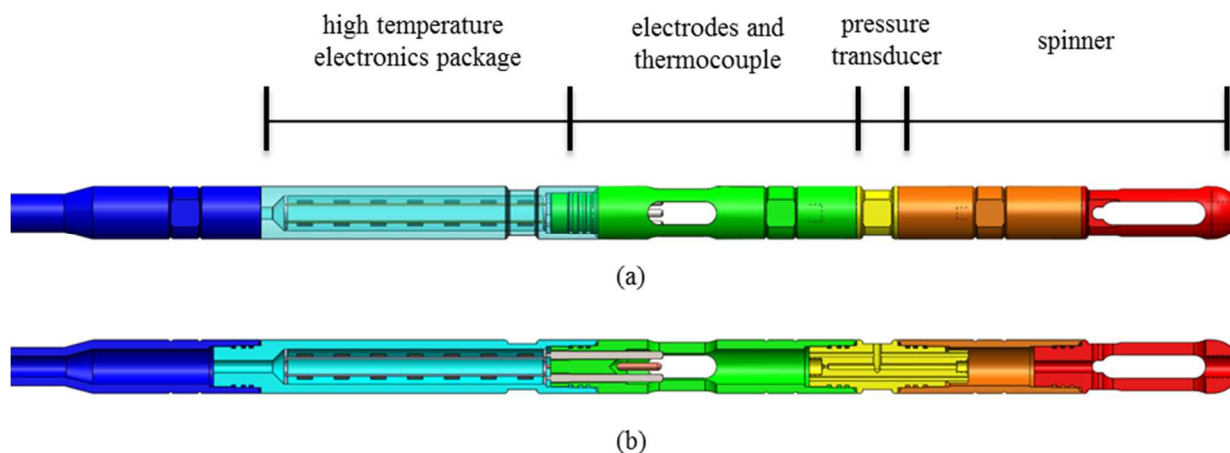 high temperature
electronics package
electrodes and
thermocouple
pressure
transducer
spinner
(a)
(b)